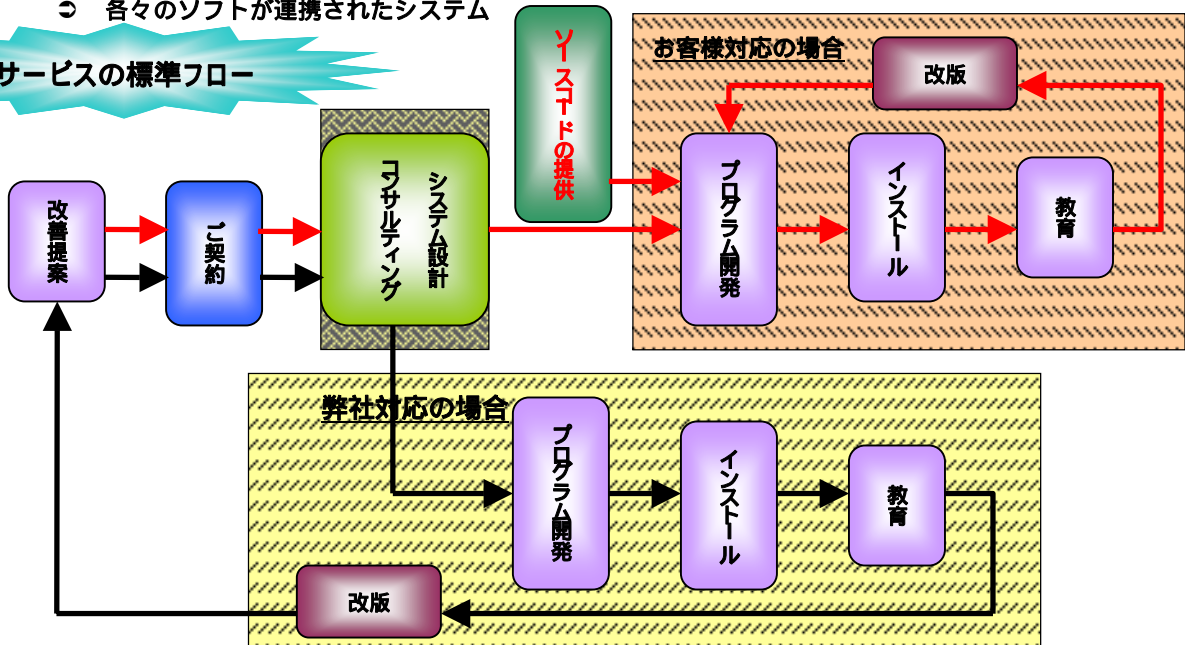 ➲ 各々のソフトが連携されたシステム
サービスの標準フロー
ソースコードの提供
お客様対応の場合
改版
改善提案
ご契約
システム設計
コンサルティング
プログラム開発
インストール
教育
弊社対応の場合
プログラム開発
インストール
教育
改版